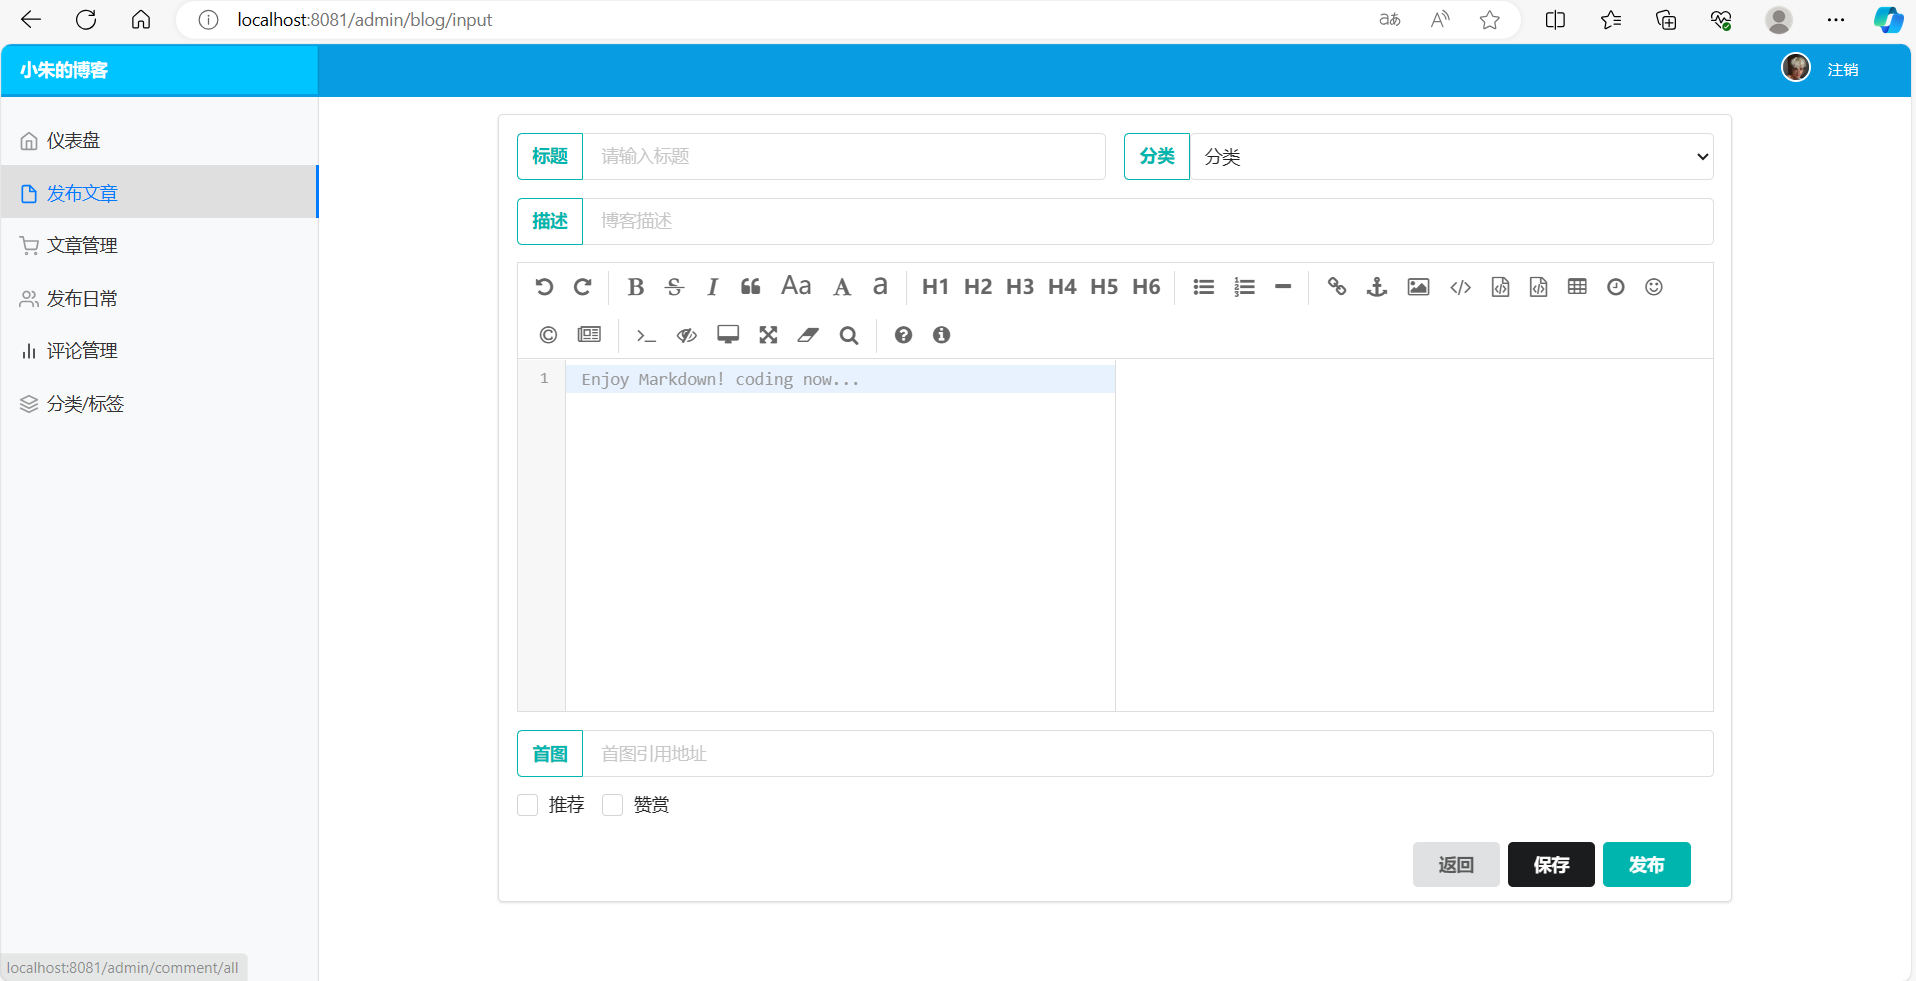 localhost:8081/admin/blog/input
小朱的博客
注销
仪表盘
发布文章
文章管理
发布日常
评论管理
分类/标签
标题 请输入标题 分类 分类
描述 博客描述
B S I Aa A a H1 H2 H3 H4 H5 H6
1 Enjoy Markdown! coding now...
首图 首图引用地址
推荐 赞赏
返回 保存 发布
localhost:8081/admin/comment/all